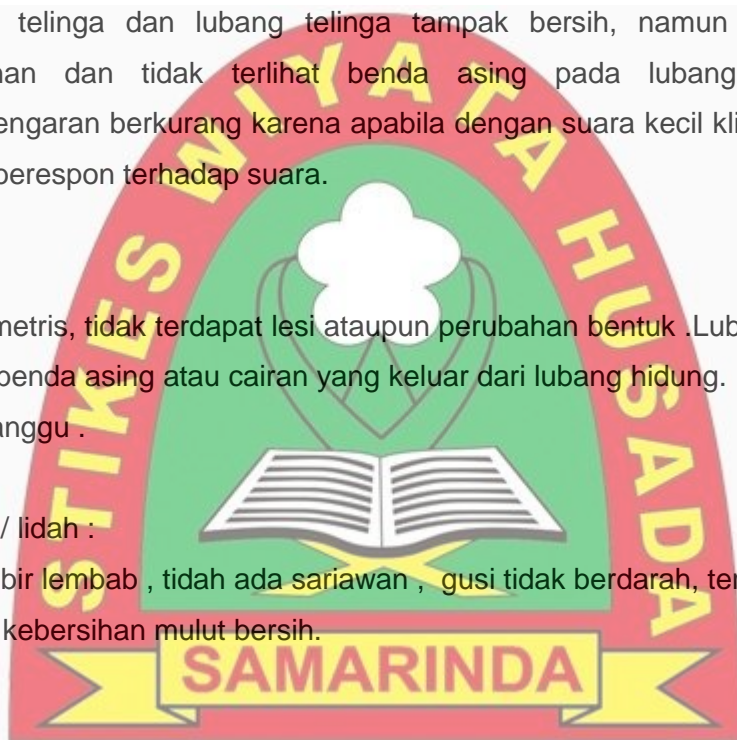 telinga dan lubang telinga tampak bersih, namun
nan dan tidak terlihat benda asing pada lubang
engaran berkurang karena apabila dengan suara kecil kli
berespon terhadap suara.
metris, tidak terdapat lesi ataupun perubahan bentuk .Lub
benda asing atau cairan yang keluar dari lubang hidung.
anggu .
/ lidah :
bir lembab , tidah ada sariawan , gusi tidak berdarah, ter
kebersihan mulut bersih.
STIKES WIYATA HUSADA
SAMARINDA